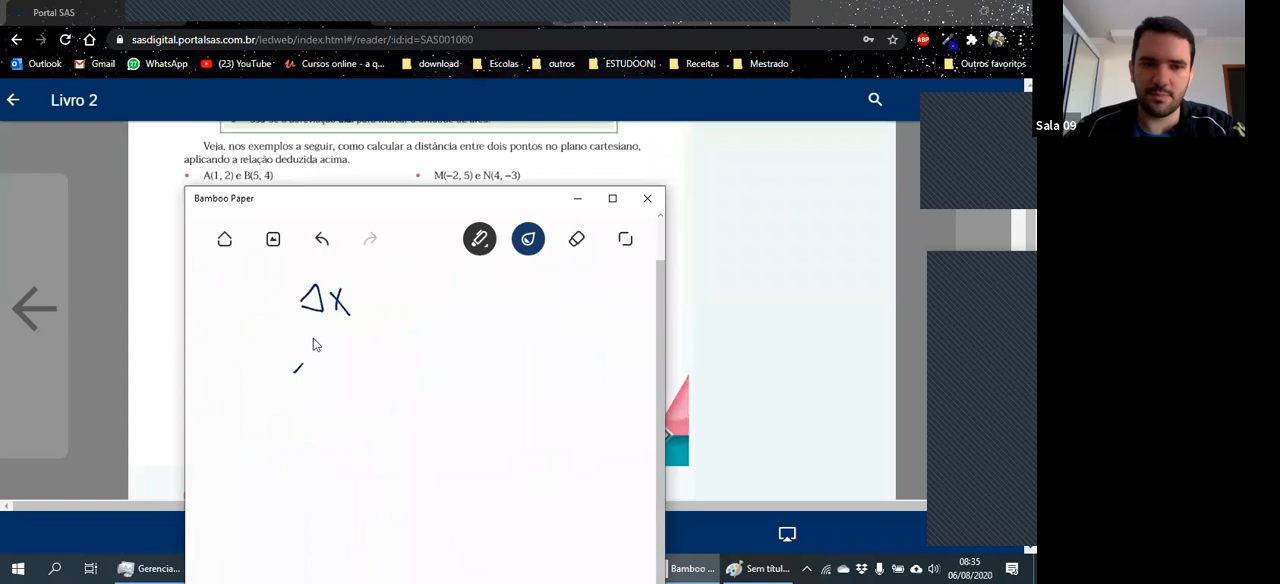 Portal SAS
sasdigital.portalsas.com.br/ledweb/index.html#/reader/:id:id=SAS001080
ABP
Outlook Gmail WhatsApp (23) YouTube Cursos online - a q... download Escolas outros ESTUDOON! Receitas Mestrado Outros favoritos
Livro 2
Sala 09
Veja, nos exemplos a seguir, como calcular a distância entre dois pontos no plano cartesiano,
aplicando a relação deduzida acima.
• A(1, 2) e B(5, 4) • M(−2, 5) e N(4, −3)
Bamboo Paper
Δx
Gerencia... Bamboo ... Sem títul...
08:35
06/08/2020